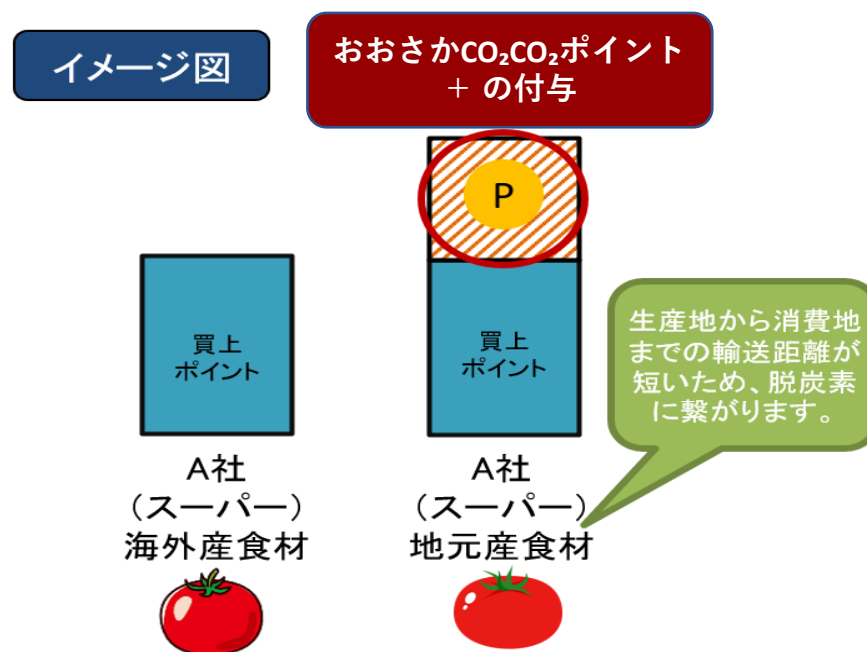 イメージ図
おおさかCO₂CO₂ポイント
+ の付与
P
買上
ポイント
買上
ポイント
生産地から消費地
までの輸送距離が
短いため、脱炭素
に繋がります。
A社
（スーパー）
海外産食材
A社
（スーパー）
地元産食材